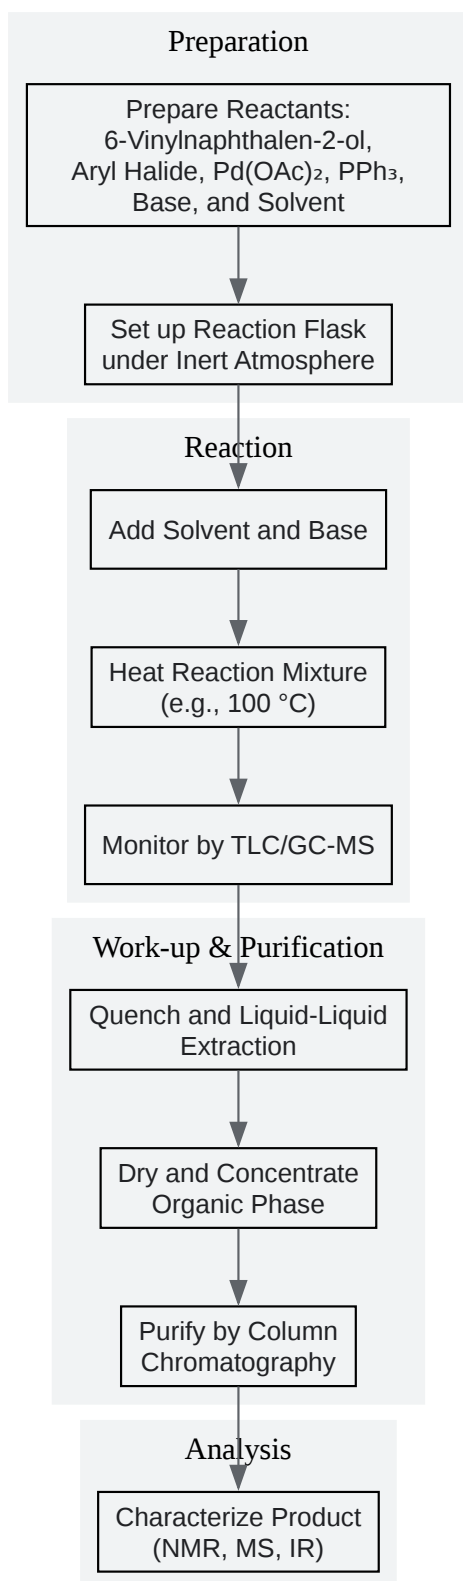 Preparation
Prepare Reactants:
6-Vinylnaphthalen-2-ol,
Aryl Halide, Pd(OAc)₂, PPh₃,
Base, and Solvent
Set up Reaction Flask
under Inert Atmosphere
Reaction
Add Solvent and Base
Heat Reaction Mixture
(e.g., 100 °C)
Monitor by TLC/GC-MS
Work-up & Purification
Quench and Liquid-Liquid
Extraction
Dry and Concentrate
Organic Phase
Purify by Column
Chromatography
Analysis
Characterize Product
(NMR, MS, IR)